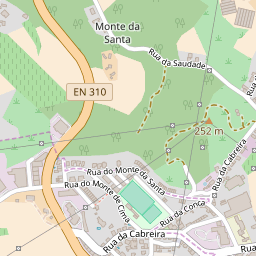 Monte da
Santa
Rua da Saudade
EN 310
252 m
Rua da Cabreira
Rua do Monte da Santa
Rua do Monte de Cima
Rua da Conca
Rua da Cabreira